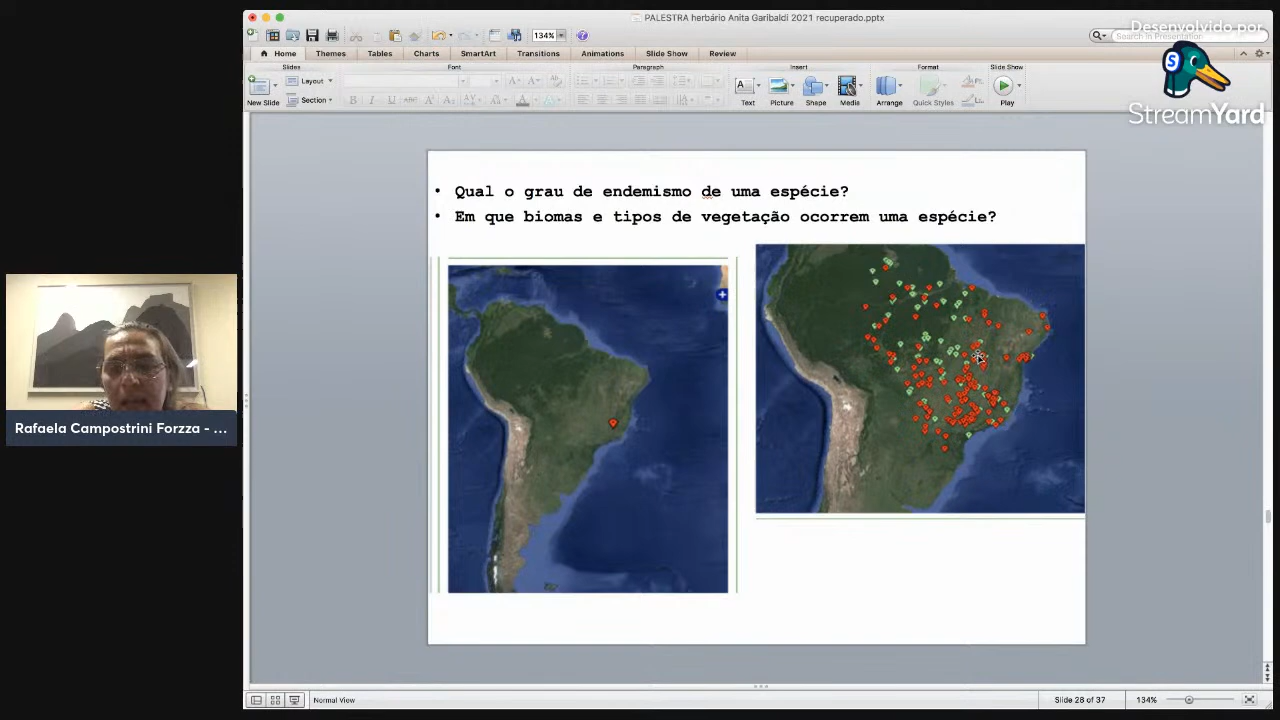 PALESTRA herbário Anita Garibaldi 2021 recuperado.pptx
Desenvolvido por
134%
Search in Presentation
Home Themes Tables Charts SmartArt Transitions Animations Slide Show Review
Slides Font Paragraph Insert Format Slide Show
Layout
Section
New Slide Text Picture Shape Media Arrange Quick Styles Play
StreamYard
Qual o grau de endemismo de uma espécie?
Em que biomas e tipos de vegetação ocorrem uma espécie?
Rafaela Campostrini Forzza - ...
Normal View Slide 28 of 37 134%